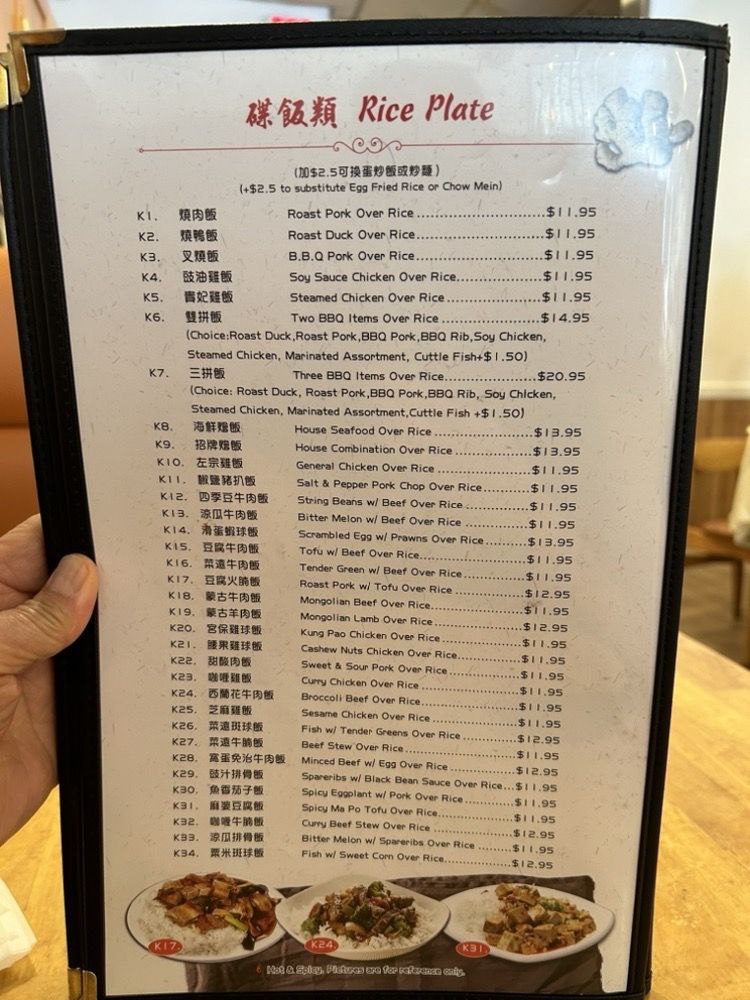 碟飯類 Rice Plate
(加$2.5可換蛋炒飯或炒麵)
(+$2.5 to substitute Egg Fried Rice or Chow Mein)
K1. 燒肉飯 Roast Pork Over Rice ............................$11.95
K2. 燒鴨飯 Roast Duck Over Rice............................$11.95
K3. 叉燒飯 B.B.Q Pork Over Rice............................$11.95
K4. 豉油雞飯 Soy Sauce Chicken Over Rice...................$11.95
K5. 貴妃雞飯 Steamed Chicken Over Rice .....................$11.95
K6. 雙拼飯 Two BBQ Items Over Rice ......................$14.95
(Choice:Roast Duck,Roast Pork,BBQ Pork,BBQ Rib,Soy Chicken,
Steamed Chicken, Marinated Assortment, Cuttle Fish+$1.50)
K7. 三拼飯 Three BBQ Items Over Rice..........................$20.95
(Choice: Roast Duck, Roast Pork,BBQ Pork,BBQ Rib, Soy Chicken,
Steamed Chicken, Marinated Assortment,Cuttle Fish +$1.50)
K8. 海鮮燴飯 House Seafood Over Rice ......................$13.95
K9. 招牌燴飯 House Combination Over Rice ..................$13.95
K10. 左宗雞飯 General Chicken Over Rice ......................$11.95
K11. 椒鹽豬扒飯 Salt & Pepper Pork Chop Over Rice..........$11.95
K12. 四季豆牛肉飯 String Beans w/ Beef Over Rice ................$11.95
K13. 涼瓜牛肉飯 Bitter Melon w/ Beef Over Rice ................$11.95
K14. 滑蛋蝦球飯 Scrambled Egg w/ Prawns Over Rice ..........$13.95
K15. 豆腐牛肉飯 Tofu w/ Beef Over Rice........................$11.95
K16. 菜遠牛肉飯 Tender Green w/ Beef Over Rice ..............$11.95
K17. 豆腐火腩飯 Roast Pork w/ Tofu Over Rice ................$12.95
K18. 蒙古牛肉飯 Mongolian Beef Over Rice.......................$11.95
K19. 蒙古羊肉飯 Mongolian Lamb Over Rice .....................$12.95
K20. 宮保雞球飯 Kung Pao Chicken Over Rice ...................$11.95
K21. 腰果雞球飯 Cashew Nuts Chicken Over Rice................$11.95
K22. 甜酸肉飯 Sweet & Sour Pork Over Rice .................$11.95
K23. 咖喱雞飯 Curry Chicken Over Rice .......................$11.95
K24. 西蘭花牛肉飯 Broccoli Beef Over Rice........................$11.95
K25. 芝麻雞飯 Sesame Chicken Over Rice .....................$11.95
K26. 菜遠斑球飯 Fish w/ Tender Greens Over Rice ..............$12.95
K27. 菜遠牛腩飯 Beef Stew Over Rice ............................$11.95
K28. 窩蛋免治牛肉飯 Minced Beef w/ Egg Over Rice .................$12.95
K29. 豉汁排骨飯 Spareribs w/ Black Bean Sauce Over Rice...$11.95
K30. 魚香茄子飯 Spicy Eggplant w/ Pork Over Rice ............$11.95
K31. 麻婆豆腐飯 Spicy Ma Po Tofu Over Rice...................$11.95
K32. 咖喱牛腩飯 Curry Beef Stew Over Rice ...................$12.95
K33. 涼瓜排骨飯 Bitter Melon w/ Spareribs Over Rice .........$11.95
K34. 粟米斑球飯 Fish w/ Sweet Corn Over Rice................$12.95
K17 K24 K31
Hot & Spicy. Pictures are for reference only.